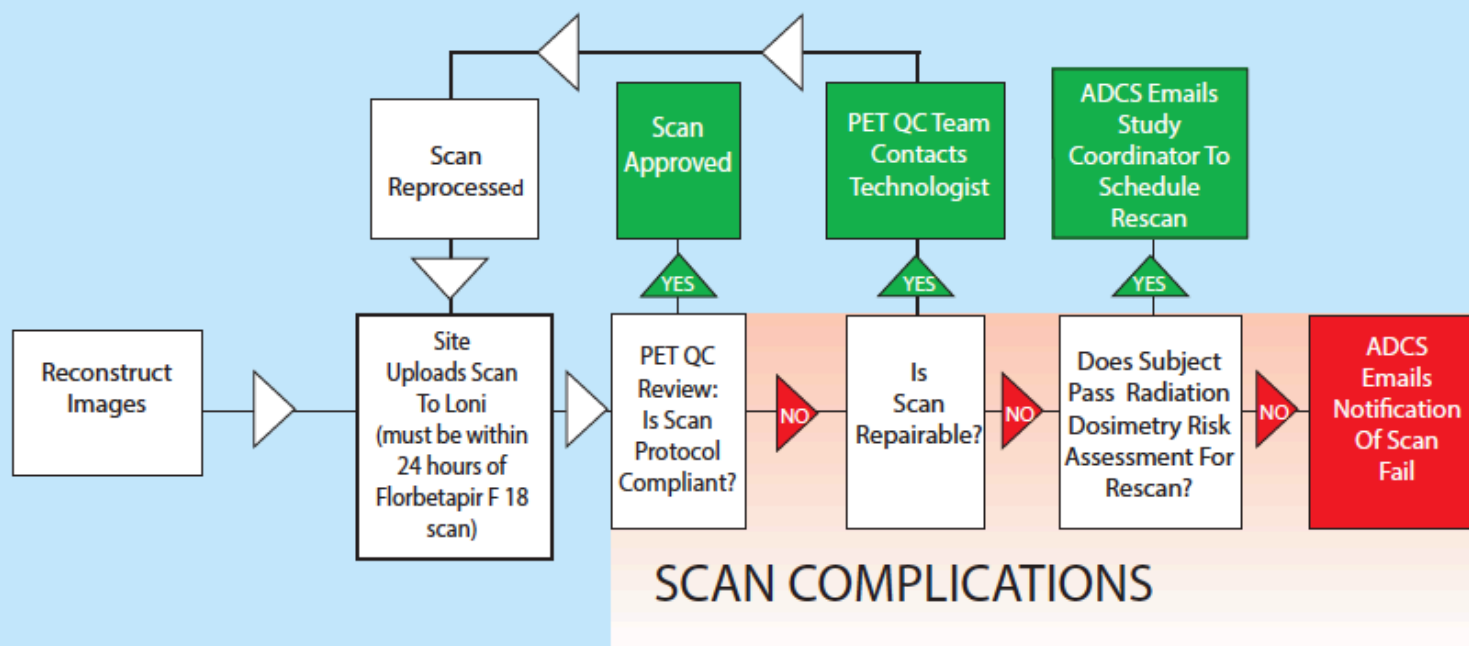 Scan
Reprocessed
Scan
Approved
PET QC Team
Contacts
Technologist
ADCS Emails
Study
Coordinator To
Schedule
Rescan
YES
YES
YES
Reconstruct
Images
Site
Uploads Scan
To Loni
(must be within
24 hours of
Florbetapir F 18
scan)
PET QC
Review:
Is Scan
Protocol
Compliant?
NO
Is
Scan
Repairable?
NO
Does Subject
Pass Radiation
Dosimetry Risk
Assessment For
Rescan?
NO
ADCS
Emails
Notification
Of Scan
Fail
SCAN COMPLICATIONS